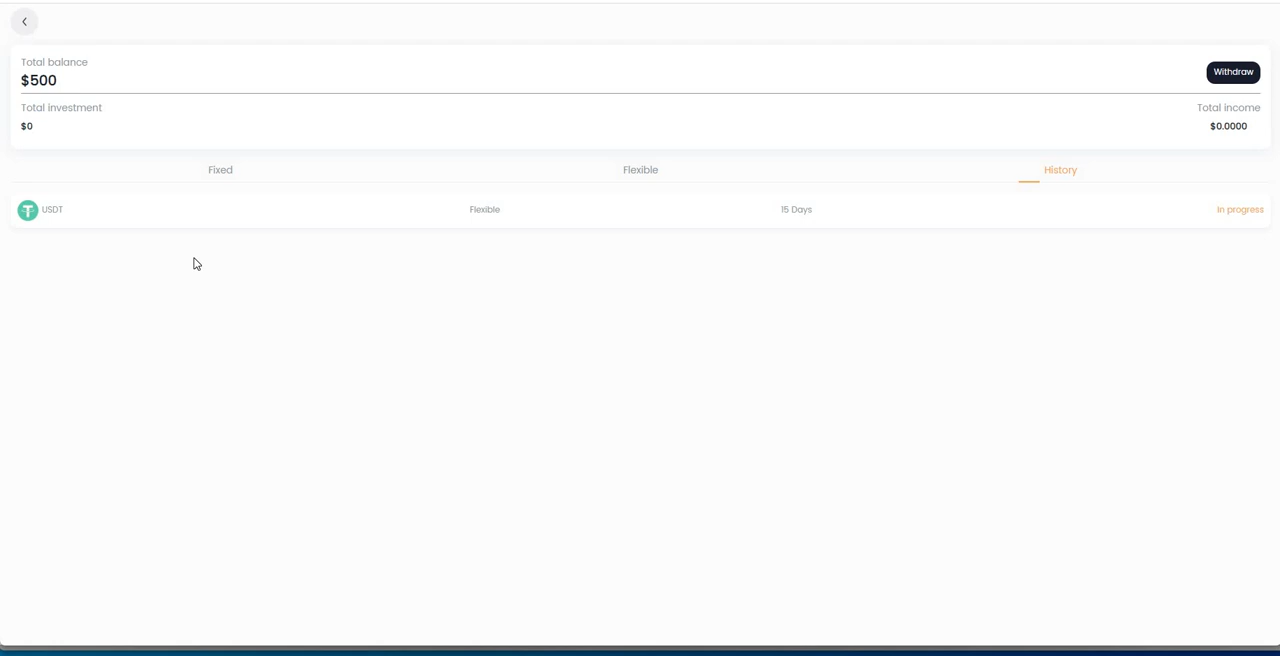 Total balance
$500
Withdraw
Total investment
Total income
$0
$0.0000
Fixed
Flexible
History
USDT
Flexible
15 Days
In progress